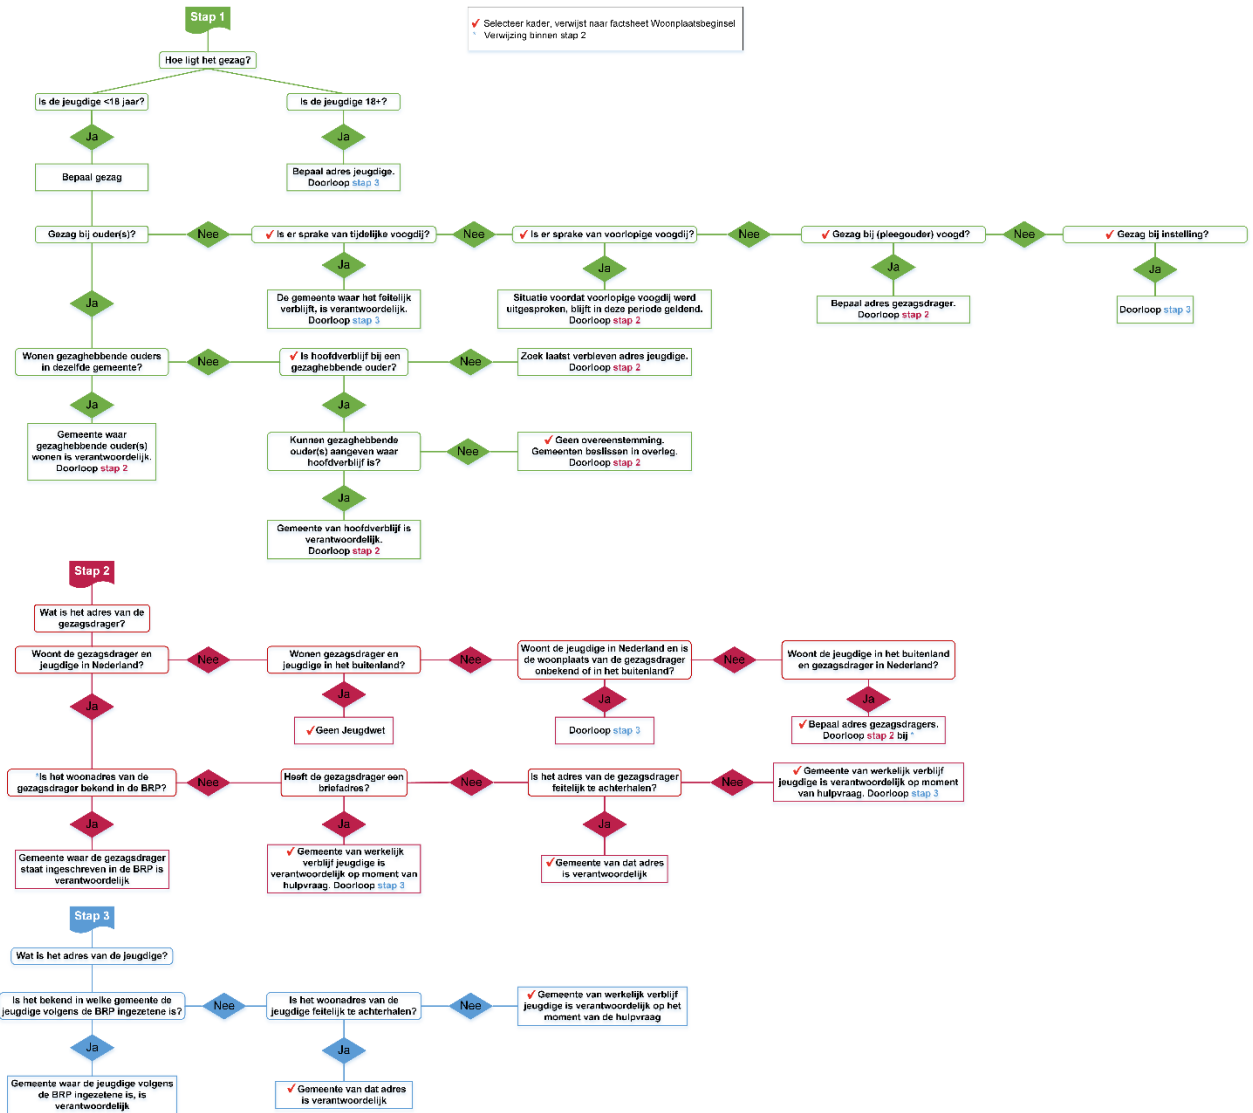 Stap 1
✓ Selecteer kader, verwijst naar factsheet Woonplaatsbeginsel
* Verwijzing binnen stap 2
Hoe ligt het gezag?
Is de jeugdige <18 jaar?
Is de jeugdige 18+?
Ja
Ja
Bepaal gezag
Bepaal adres jeugdige.
Doorloop stap 3
Gezag bij ouder(s)?
Nee
✓ Is er sprake van tijdelijke voogdij?
Nee
✓ Is er sprake van voorlopige voogdij?
Nee
✓ Gezag bij (pleegouder) voogd?
Nee
✓ Gezag bij instelling?
Ja
Ja
Ja
Ja
Ja
De gemeente waar het feitelijk
verblijft, is verantwoordelijk.
Doorloop stap 3
Situatie voordat voorlopige voogdij werd
uitgesproken, blijft in deze periode geldend.
Doorloop stap 2
Bepaal adres gezagsdrager.
Doorloop stap 2
Doorloop stap 3
Wonen gezaghebbende ouders
in dezelfde gemeente?
Nee
✓ Is hoofdverblijf bij een
gezaghebbende ouder?
Nee
Zoek laatst verbleven adres jeugdige.
Doorloop stap 2
Ja
Ja
Gemeente waar
gezaghebbende ouder(s)
wonen is verantwoordelijk.
Doorloop stap 2
Kunnen gezaghebbende
ouder(s) aangeven waar
hoofdverblijf is?
Nee
✓ Geen overeenstemming.
Gemeenten beslissen in overleg.
Doorloop stap 2
Ja
Gemeente van hoofdverblijf is
verantwoordelijk.
Doorloop stap 2
Stap 2
Wat is het adres van de
gezagsdrager?
Woont de gezagsdrager en
jeugdige in Nederland?
Nee
Wonen gezagsdrager en
jeugdige in het buitenland?
Nee
Woont de jeugdige in Nederland en is
de woonplaats van de gezagsdrager
onbekend of in het buitenland?
Nee
Woont de jeugdige in het buitenland
en gezagsdrager in Nederland?
Ja
Ja
Ja
Ja
✓ Geen Jeugdwet
Doorloop stap 3
✓ Bepaal adres gezagsdragers.
Doorloop stap 2 bij *
*Is het woonadres van de
gezagsdrager bekend in de BRP?
Nee
Heeft de gezagsdrager een
briefadres?
Nee
Is het adres van de gezagsdrager
feitelijk te achterhalen?
Nee
✓ Gemeente van werkelijk verblijf
jeugdige is verantwoordelijk op moment
van hulpvraag. Doorloop stap 3
Ja
Ja
Ja
Gemeente waar de gezagsdrager
staat ingeschreven in de BRP is
verantwoordelijk
✓ Gemeente van werkelijk
verblijf jeugdige is
verantwoordelijk op moment van
hulpvraag. Doorloop stap 3
✓ Gemeente van dat adres
is verantwoordelijk
Stap 3
Wat is het adres van de jeugdige?
Is het bekend in welke gemeente de
jeugdige volgens de BRP ingezetene is?
Nee
Is het woonadres van de
jeugdige feitelijk te achterhalen?
Nee
✓ Gemeente van werkelijk verblijf
jeugdige is verantwoordelijk op het
moment van de hulpvraag
Ja
Ja
Gemeente waar de jeugdige volgens
de BRP ingezetene is, is
verantwoordelijk
✓ Gemeente van dat adres
is verantwoordelijk